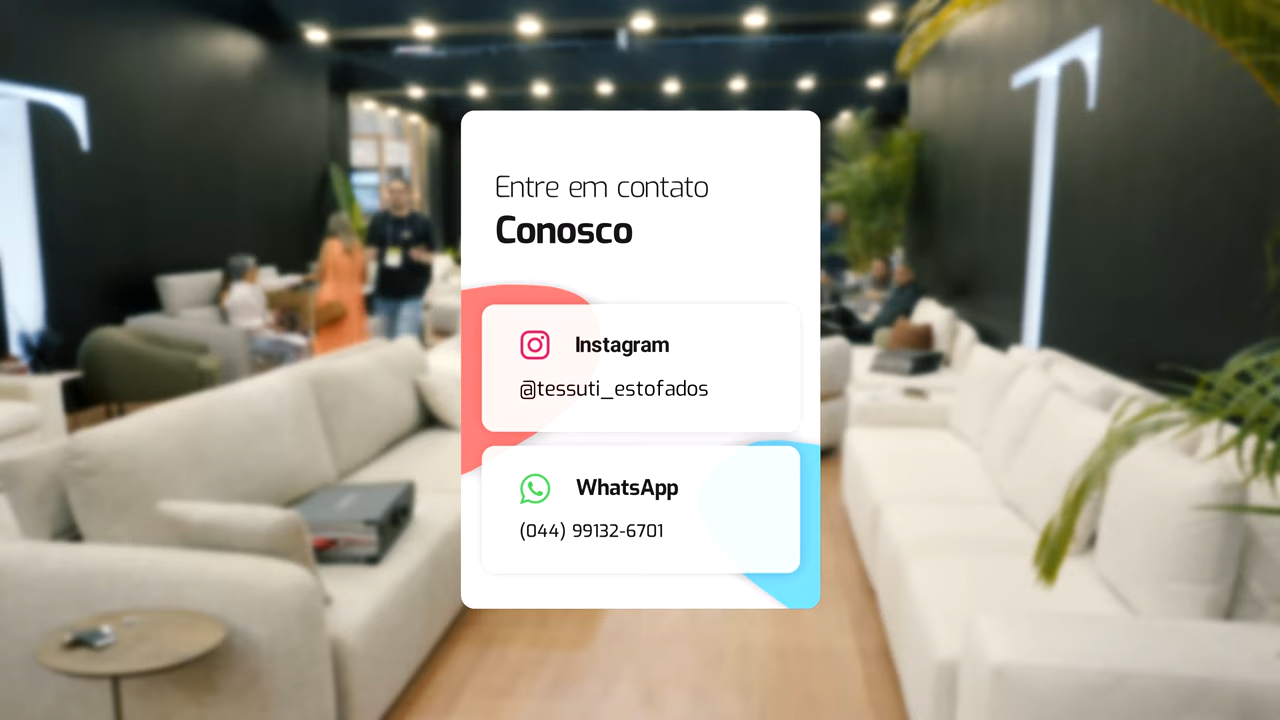 T
T
Entre em contato
Conosco
Instagram
@tessuti_estofados
WhatsApp
(044) 99132-6701